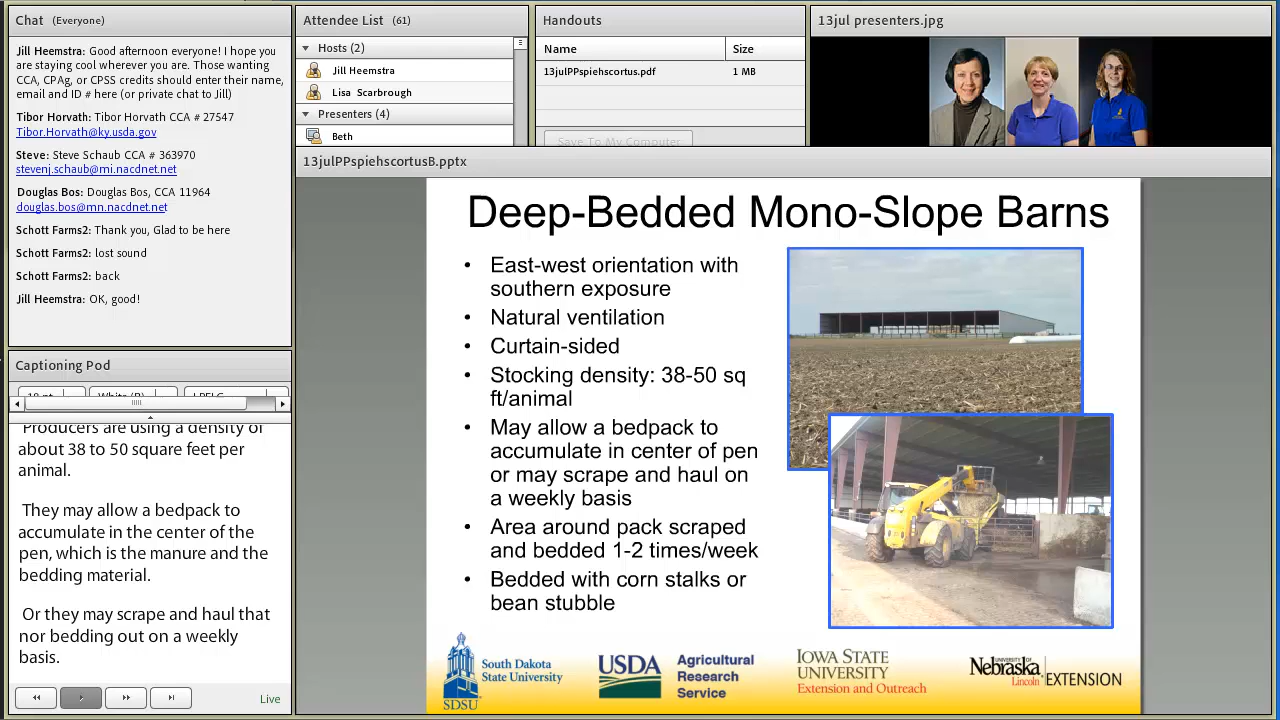 Chat (Everyone)
Jill Heemstra: Good afternoon everyone! I hope you
are staying cool wherever you are. Those wanting
CCA, CPAg, or CPSS credits should enter their name,
email and ID # here (or private chat to Jill)
Tibor Horvath: Tibor Horvath CCA # 27547
Tibor.Horvath@ky.usda.gov
Steve: Steve Schaub CCA # 363970
stevenj.schaub@mi.nacdnet.net
Douglas Bos: Douglas Bos, CCA 11964
douglas.bos@mn.nacdnet.net
Schott Farms2: Thank you, Glad to be here
Schott Farms2: lost sound
Schott Farms2: back
Jill Heemstra: OK, good!
Captioning Pod
Producers are using a density of
about 38 to 50 square feet per
animal.
They may allow a bedpack to
accumulate in the center of the
pen, which is the manure and the
bedding material.
Or they may scrape and haul that
nor bedding out on a weekly
basis.
Live
Attendee List (61)
Hosts (2)
Jill Heemstra
Lisa Scarbrough
Presenters (4)
Beth
Handouts
Name Size
13julPPspiehscortus.pdf 1 MB
Save To My Computer
13jul presenters.jpg
13julPPspiehscortusB.pptx
Deep-Bedded Mono-Slope Barns
• East-west orientation with
southern exposure
• Natural ventilation
• Curtain-sided
• Stocking density: 38-50 sq
ft/animal
• May allow a bedpack to
accumulate in center of pen
or may scrape and haul on
a weekly basis
• Area around pack scraped
and bedded 1-2 times/week
• Bedded with corn stalks or
bean stubble
SDSU
South Dakota
State University
USDA
Agricultural
Research
Service
IOWA STATE
UNIVERSITY
Extension and Outreach
UNIVERSITY OF
Nebraska
Lincoln
EXTENSION